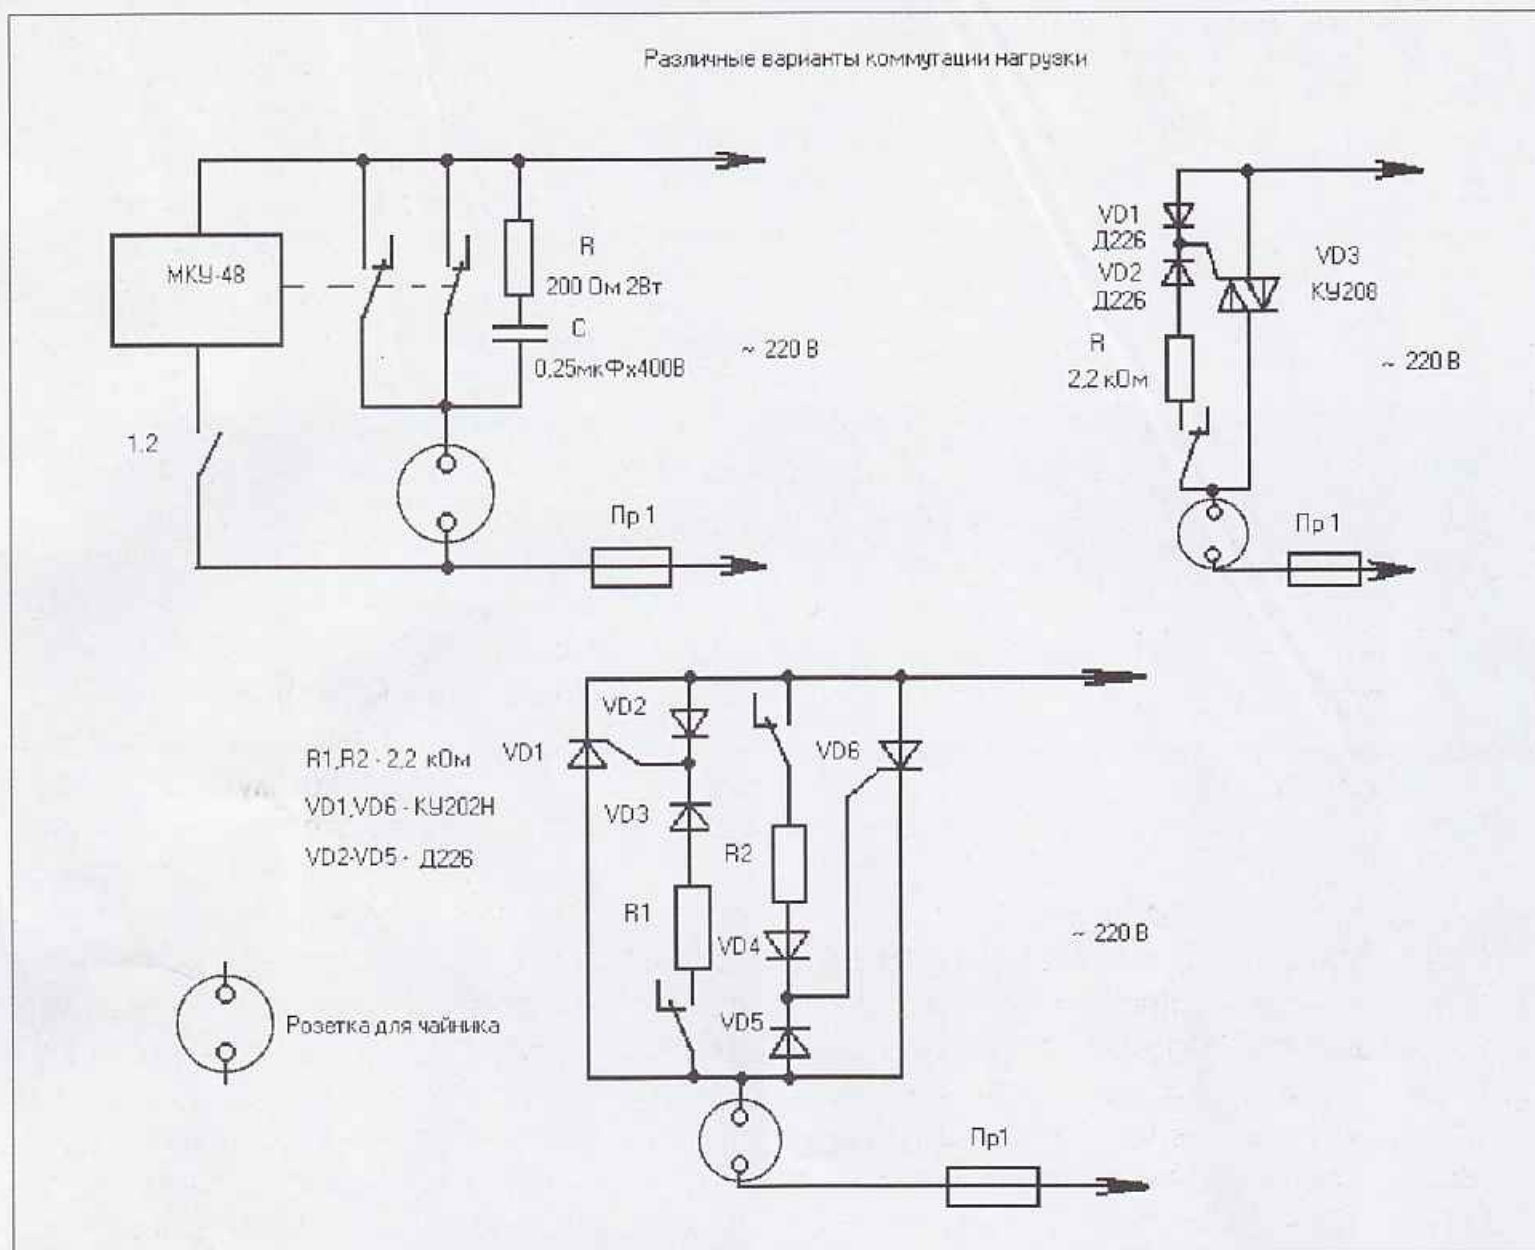 Различные варианты коммутации нагрузки
МКУ-48
R
200 Ом 2Вт
С
0,25мкФх400В
~ 220 В
1.2
Пр 1
VD1
Д226
VD2
Д226
VD3
КУ208
R
2,2 кОм
~ 220 В
Пр 1
R1,R2 - 2,2 кОм
VD1,VD6 - КУ202Н
VD2-VD5 - Д226
VD2
VD1
VD3
R1
VD6
R2
VD4
VD5
~ 220 В
Розетка для чайника
Пр1